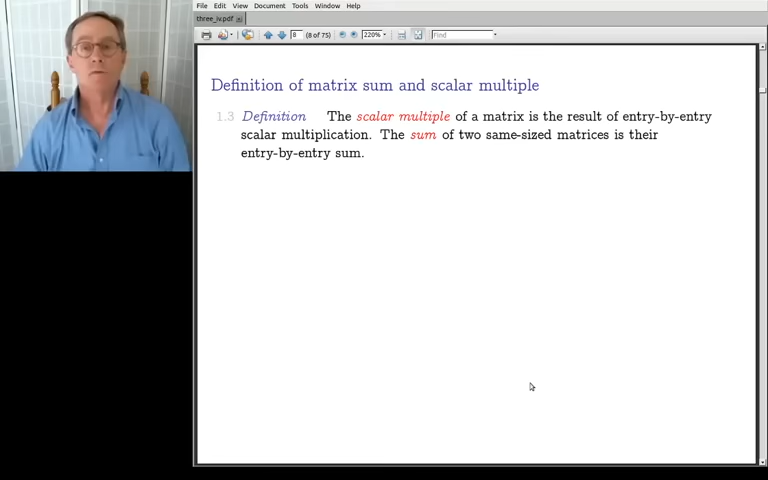 File Edit View Document Tools Window Help
three_iv.pdf
8 (8 of 75) 220% Find
Definition of matrix sum and scalar multiple
1.3 Definition The scalar multiple of a matrix is the result of entry-by-entry
scalar multiplication. The sum of two same-sized matrices is their
entry-by-entry sum.